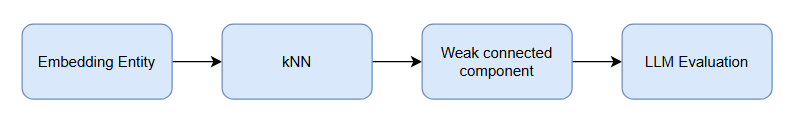 Embedding Entity
kNN
Weak connected
component
LLM Evaluation